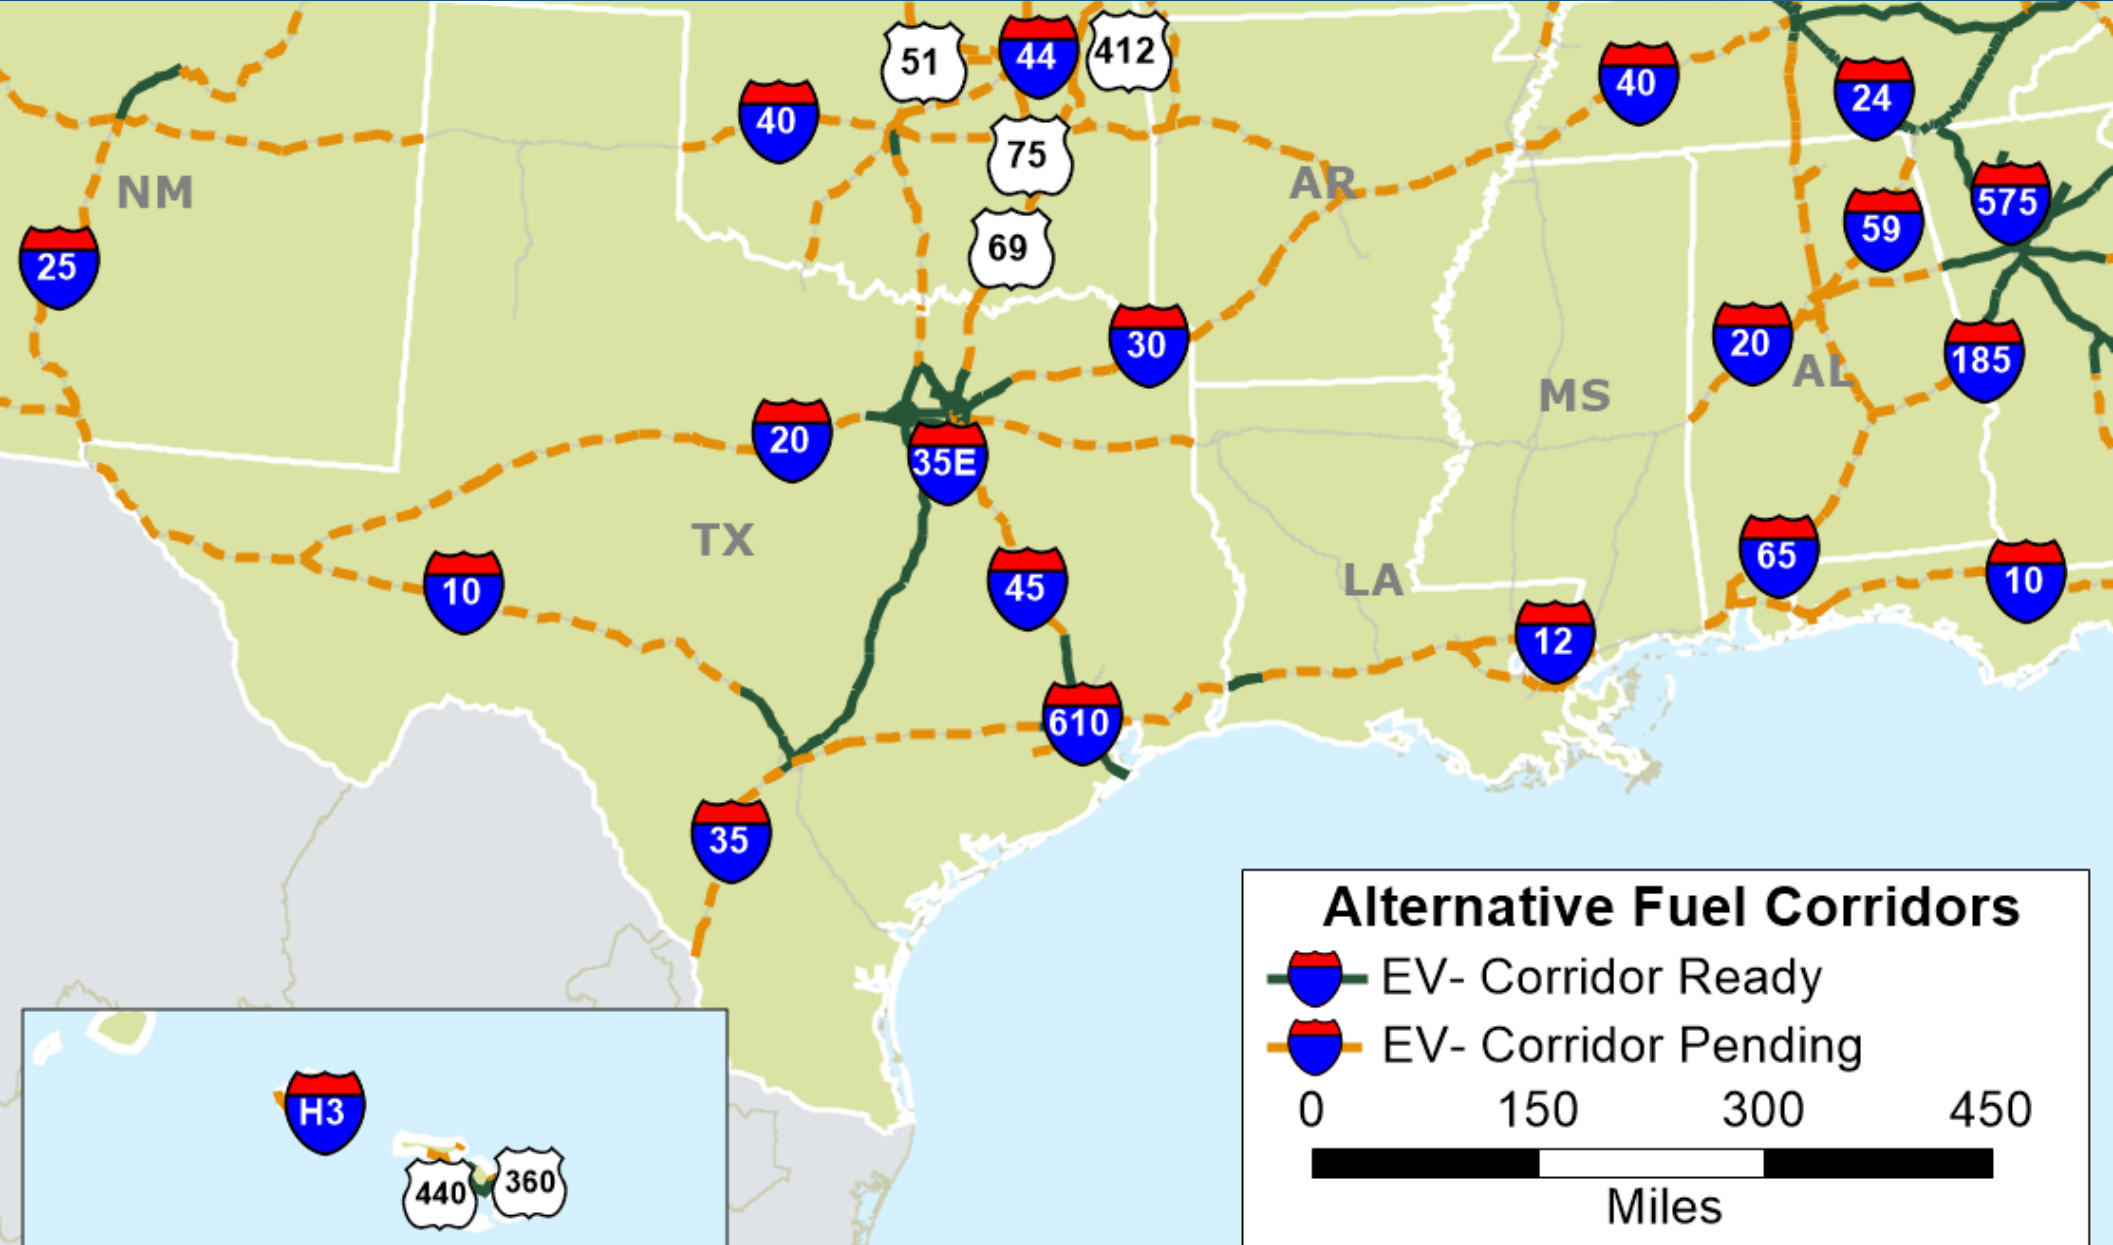 51
44
412
40
24
40
75
575
NM
AR
59
69
25
30
20
185
AL
MS
20
35E
TX
65
10
45
LA
10
12
610
35
Alternative Fuel Corridors
EV- Corridor Ready
EV- Corridor Pending
0 150 300 450
Miles
H3
440
360